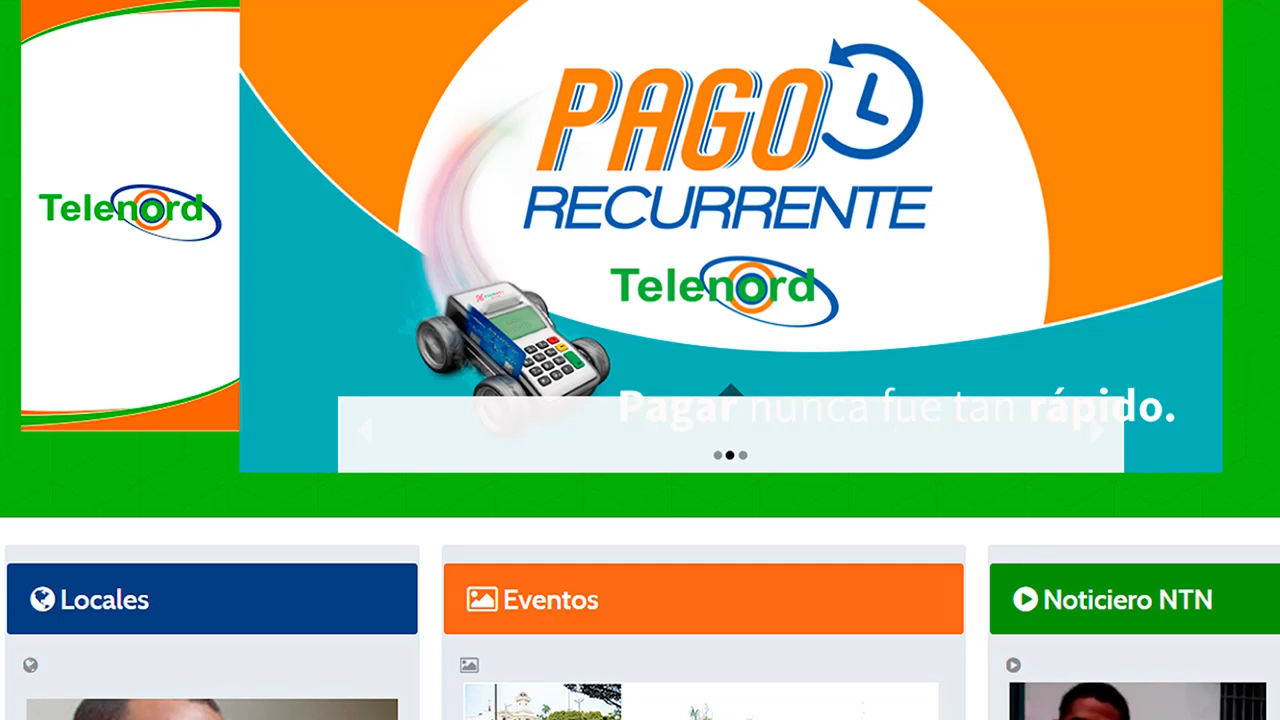 PAGO
RECURRENTE
Telenord
Telenord
Pagar nunca fue tan rápido.
Locales
Eventos
Noticiero NTN